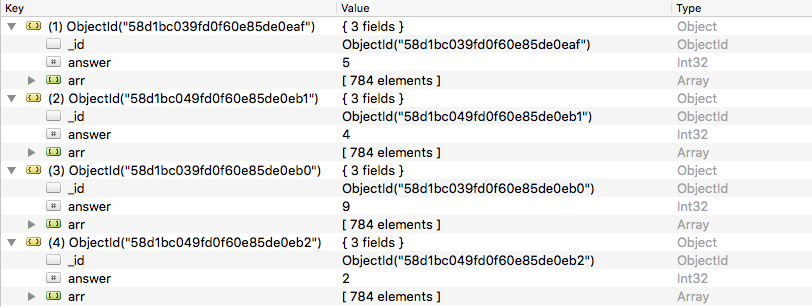 Key Value Type
(1) ObjectId("58d1bc039fd0f60e85de0eaf") { 3 fields } Object
_id ObjectId("58d1bc039fd0f60e85de0eaf") ObjectId
# answer 5 Int32
arr [ 784 elements ] Array
(2) ObjectId("58d1bc049fd0f60e85de0eb1") { 3 fields } Object
_id ObjectId("58d1bc049fd0f60e85de0eb1") ObjectId
# answer 4 Int32
arr [ 784 elements ] Array
(3) ObjectId("58d1bc039fd0f60e85de0eb0") { 3 fields } Object
_id ObjectId("58d1bc039fd0f60e85de0eb0") ObjectId
# answer 9 Int32
arr [ 784 elements ] Array
(4) ObjectId("58d1bc049fd0f60e85de0eb2") { 3 fields } Object
_id ObjectId("58d1bc049fd0f60e85de0eb2") ObjectId
# answer 2 Int32
arr [ 784 elements ] Array